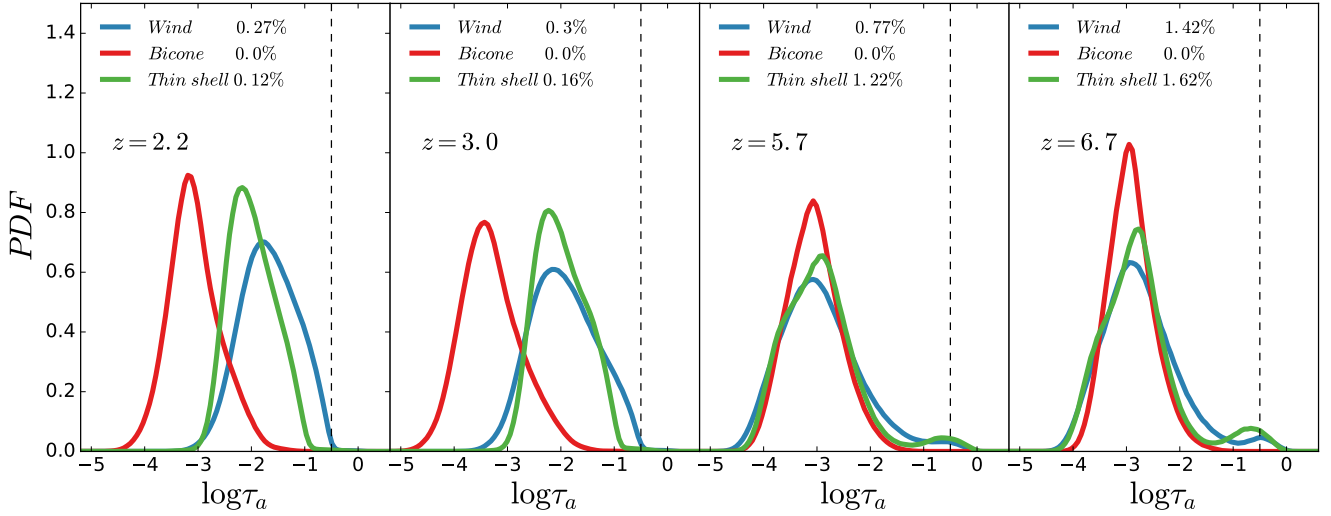 PDF
1.4
1.2
1.0
0.8
0.6
0.4
0.2
0.0
Wind 0.27%
Bicone 0.0%
Thin shell 0.12%
z = 2.2
−5 −4 −3 −2 −1 0
logτa
Wind 0.3%
Bicone 0.0%
Thin shell 0.16%
z = 3.0
−5 −4 −3 −2 −1 0
logτa
Wind 0.77%
Bicone 0.0%
Thin shell 1.22%
z = 5.7
−5 −4 −3 −2 −1 0
logτa
Wind 1.42%
Bicone 0.0%
Thin shell 1.62%
z = 6.7
−5 −4 −3 −2 −1 0
logτa